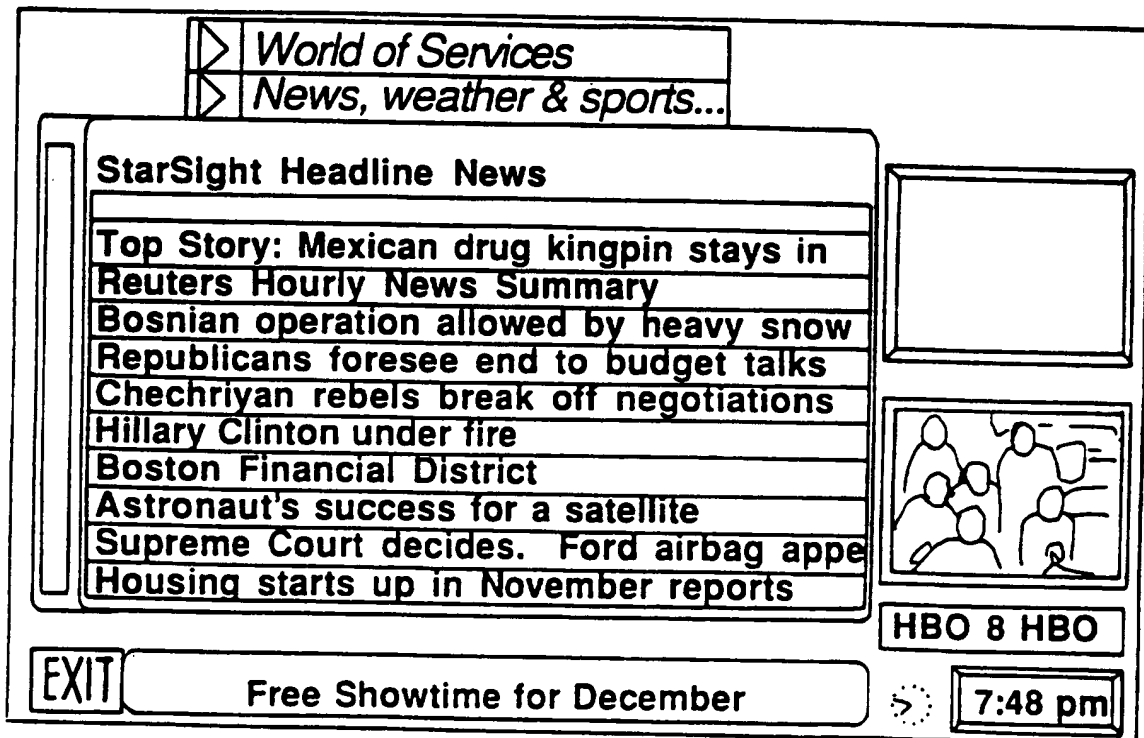 World of Services
News, weather & sports...
StarSight Headline News
Top Story: Mexican drug kingpin stays in
Reuters Hourly News Summary
Bosnian operation allowed by heavy snow
Republicans foresee end to budget talks
Chechriyan rebels break off negotiations
Hillary Clinton under fire
Boston Financial District
Astronaut's success for a satellite
Supreme Court decides. Ford airbag appe
Housing starts up in November reports
HBO 8 HBO
EXIT
Free Showtime for December
7:48 pm